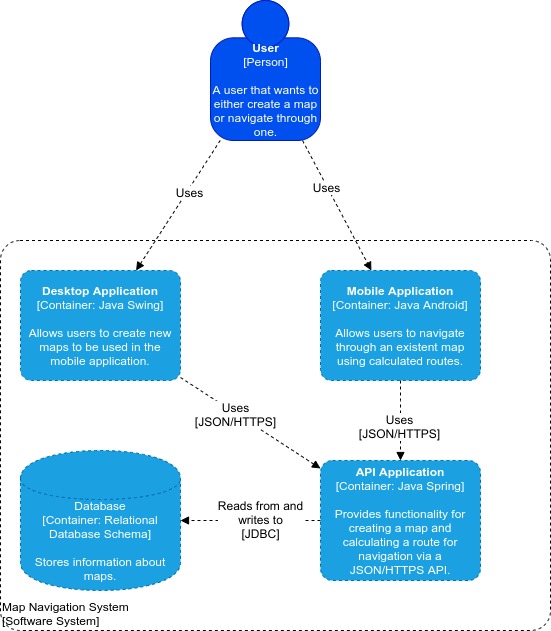 User
[Person]
A user that wants to
either create a map
or navigate through
one.
Uses
Uses
Desktop Application
[Container: Java Swing]
Allows users to create new
maps to be used in the
mobile application.
Mobile Application
[Container: Java Android]
Allows users to navigate
through an existent map
using calculated routes.
Uses
[JSON/HTTPS]
Uses
[JSON/HTTPS]
Database
[Container: Relational
Database Schema]
Stores information about
maps.
Reads from and
writes to
[JDBC]
API Application
[Container: Java Spring]
Provides functionality for
creating a map and
calculating a route for
navigation via a
JSON/HTTPS API.
Map Navigation System
[Software System]